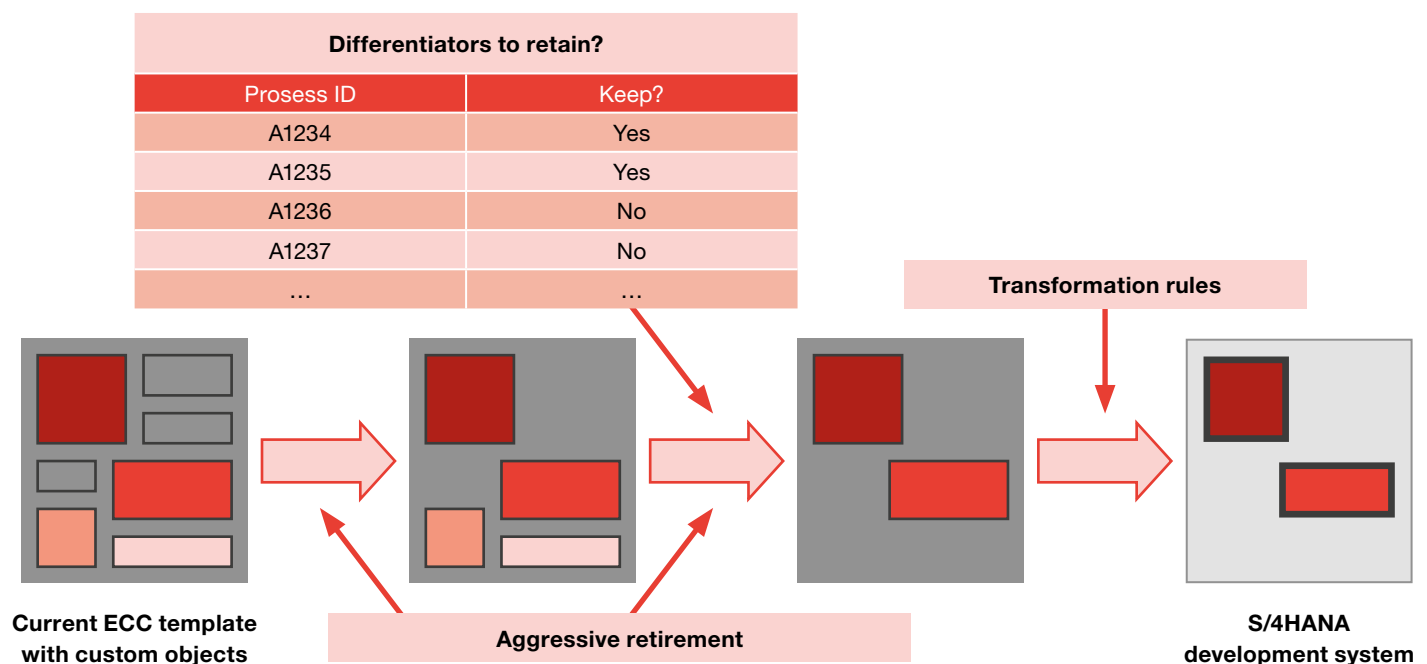 Differentiators to retain?
Prosess ID Keep?
A1234 Yes
A1235 Yes
A1236 No
A1237 No
… …
Transformation rules
Current ECC template
with custom objects
Aggressive retirement
S/4HANA
development system